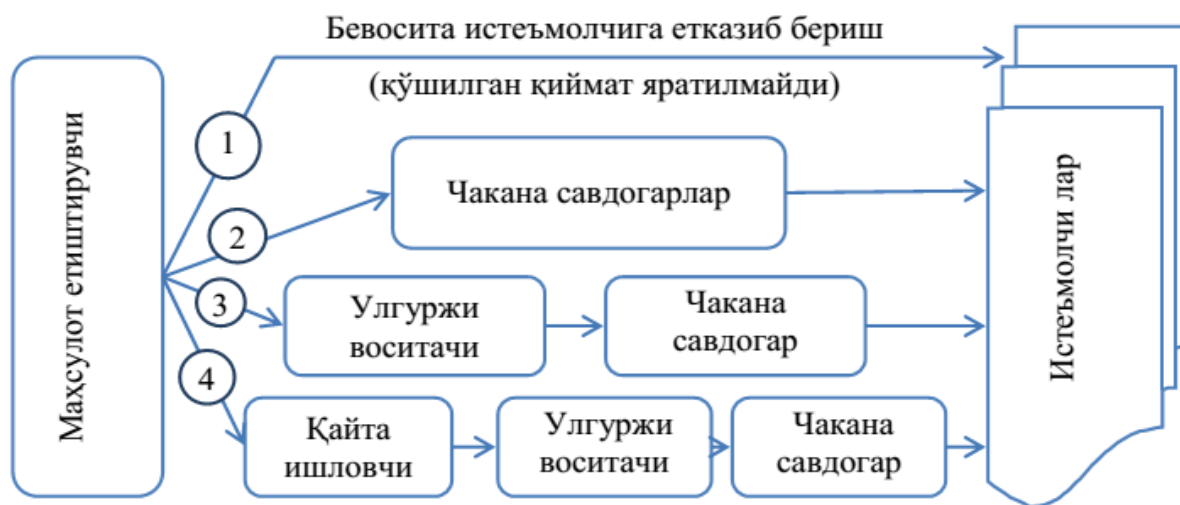 Бевосита истеъмолчига етказиб бериш
(қўшилган қиймат яратилмайди)
Маҳсулот етиштирувчи
1
Чакана савдогарлар
2
3
Улгуржи
воситачи
Чакана
савдогар
4
Қайта
ишловчи
Улгуржи
воситачи
Чакана
савдогар
Истеъмолчи лар